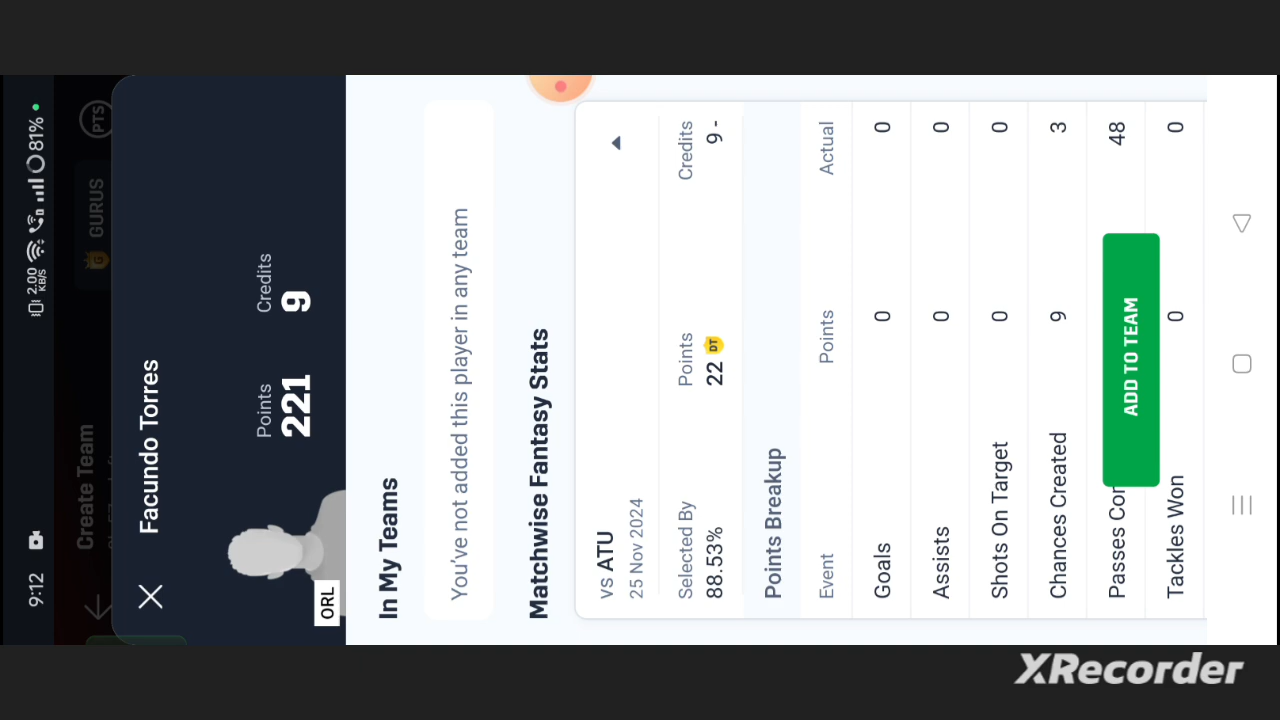 9:12
2.00 KB/S
81%
Create Team
GURUS
PTS
Facundo Torres
Points
Credits
221
9
ORL
In My Teams
You've not added this player in any team
Matchwise Fantasy Stats
vs ATU
25 Nov 2024
Selected By
Points
Credits
88.53%
22 DT
9 -
Points Breakup
Event
Points
Actual
Goals
0
0
Assists
0
0
Shots On Target
0
0
Chances Created
9
3
Passes
48
ADD TO TEAM
Tackles Won
0
0
XRecorder